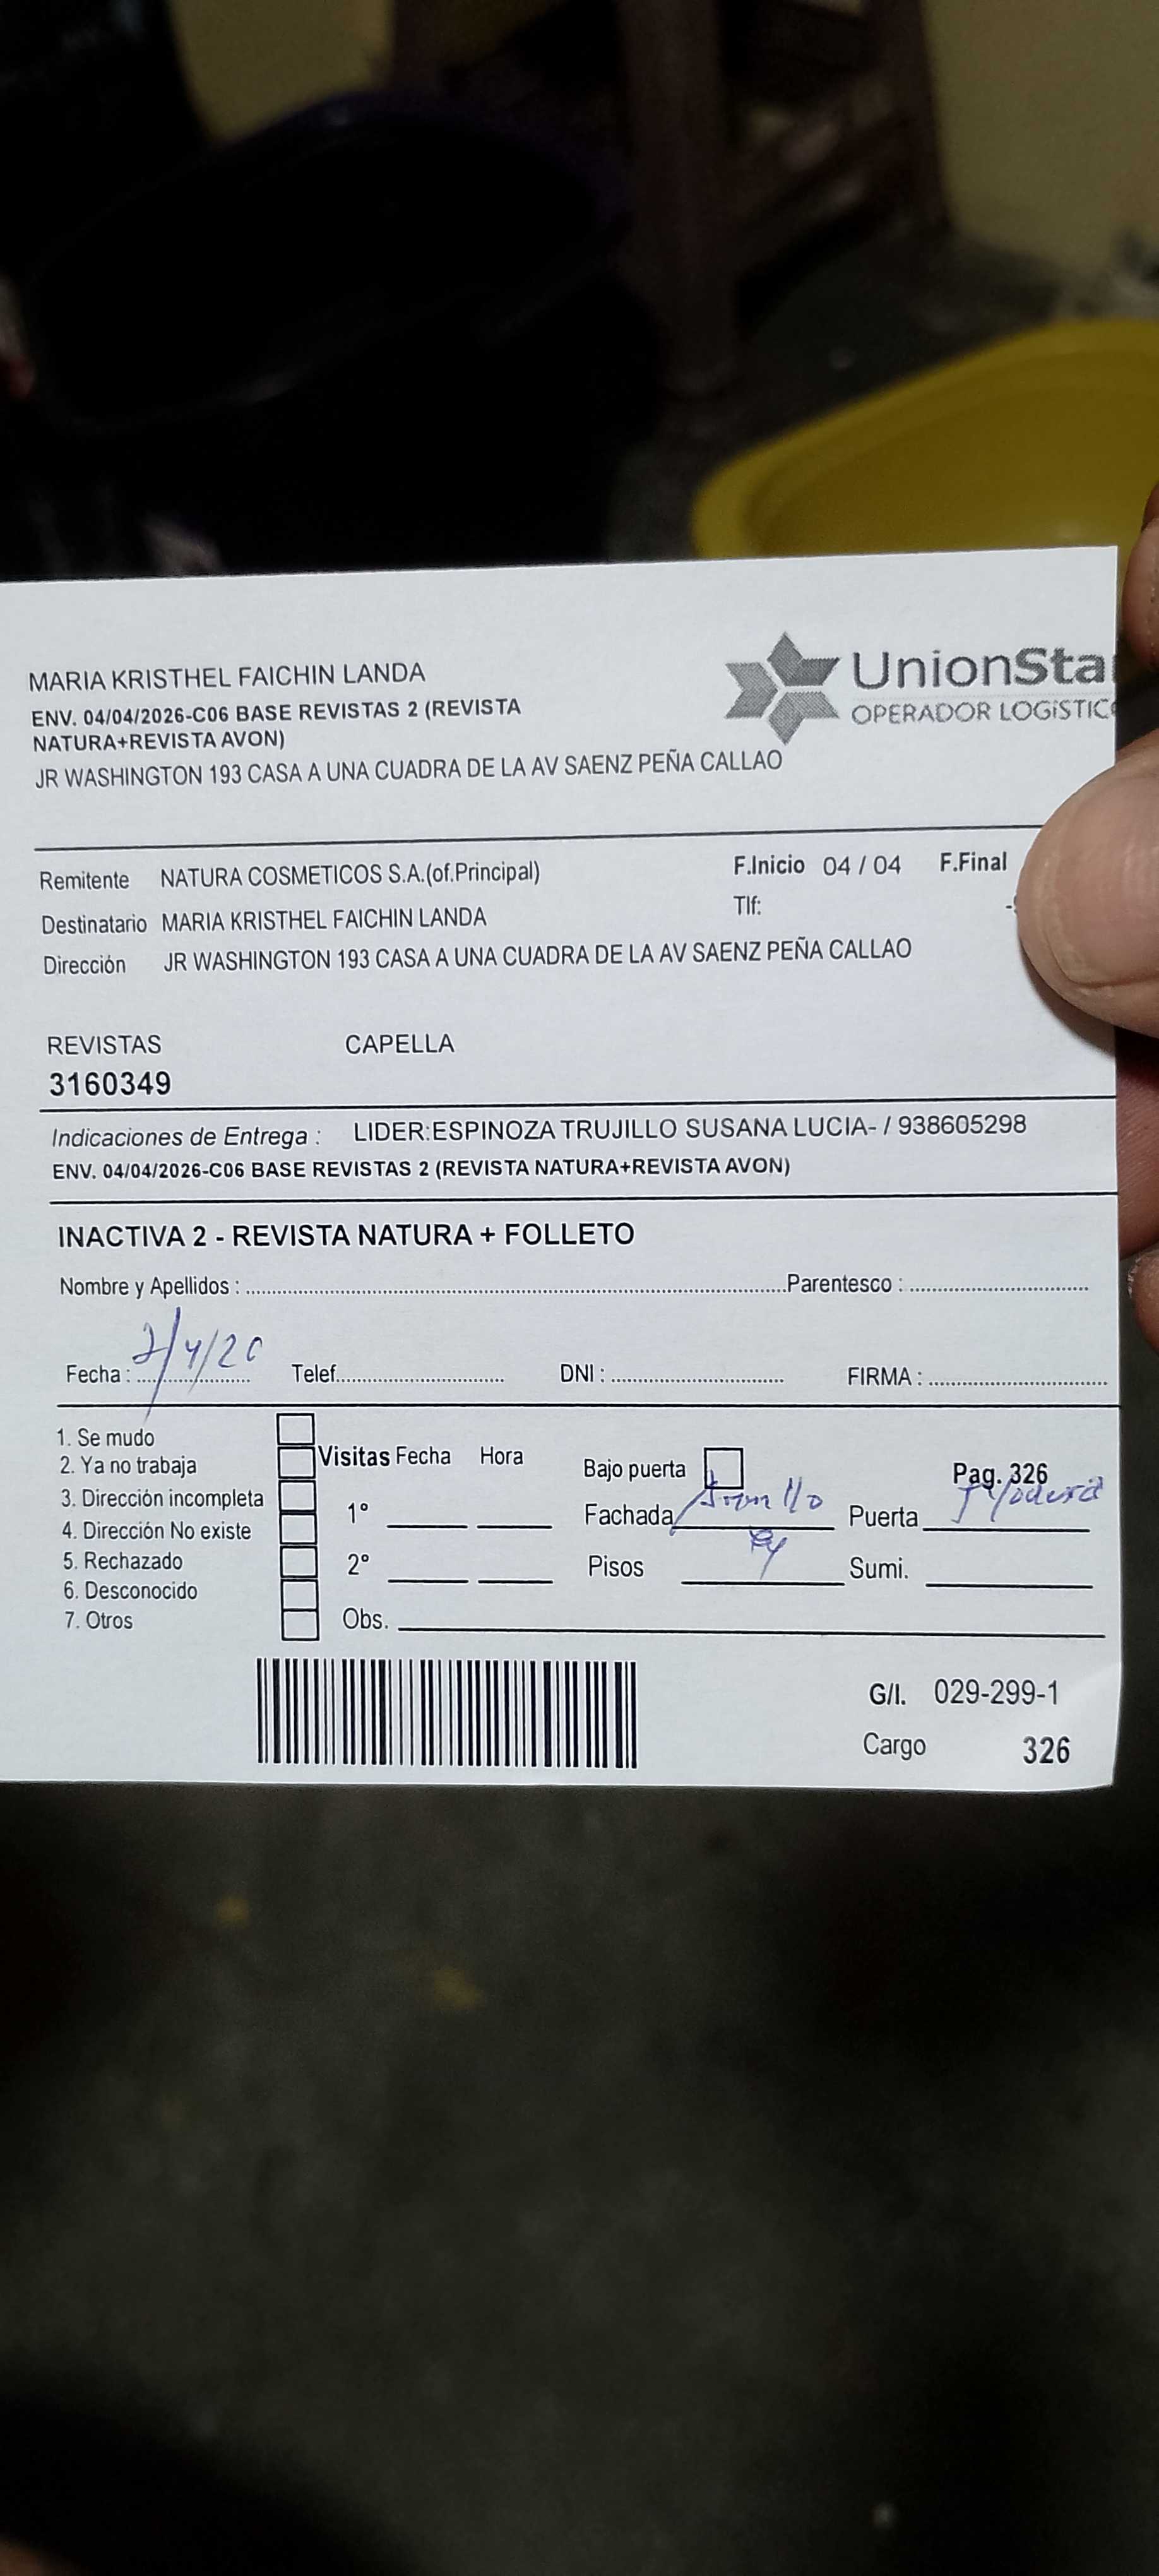 MARIA KRISTHEL FAICHIN LANDA
ENV. 04/04/2026-C06 BASE REVISTAS 2 (REVISTA
NATURA+REVISTA AVON)
JR WASHINGTON 193 CASA A UNA CUADRA DE LA AV SAENZ PEÑA CALLAO
UnionSta
OPERADOR LOGíSTIC
Remitente NATURA COSMETICOS S.A.(of.Principal) F.Inicio 04 / 04 F.Final
Destinatario MARIA KRISTHEL FAICHIN LANDA Tlf:
Dirección JR WASHINGTON 193 CASA A UNA CUADRA DE LA AV SAENZ PEÑA CALLAO
REVISTAS CAPELLA
3160349
Indicaciones de Entrega : LIDER:ESPINOZA TRUJILLO SUSANA LUCIA- / 938605298
ENV. 04/04/2026-C06 BASE REVISTAS 2 (REVISTA NATURA+REVISTA AVON)
INACTIVA 2 - REVISTA NATURA + FOLLETO
Nombre y Apellidos : Parentesco :
Fecha : Telef. DNI : FIRMA :
1. Se mudo
2. Ya no trabaja
3. Dirección incompleta
4. Dirección No existe
5. Rechazado
6. Desconocido
7. Otros
Visitas Fecha Hora
1°
2°
Obs.
Bajo puerta Pag. 326
Fachada Puerta
Pisos Sumi.
G/I. 029-299-1
Cargo 326